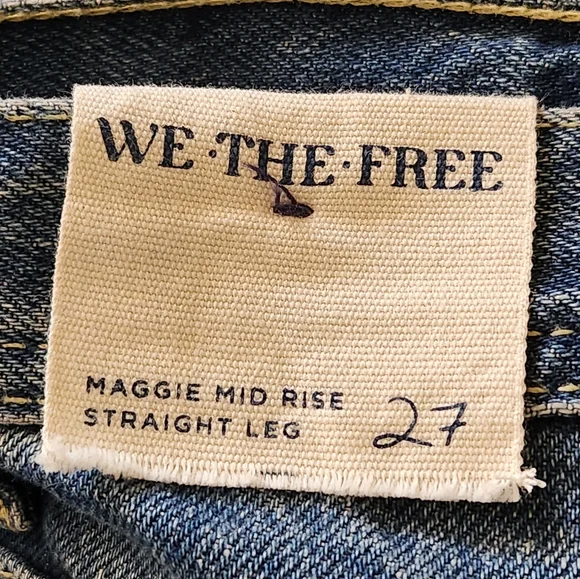 WE·THE·FREE
MAGGIE MID RISE
STRAIGHT LEG
27